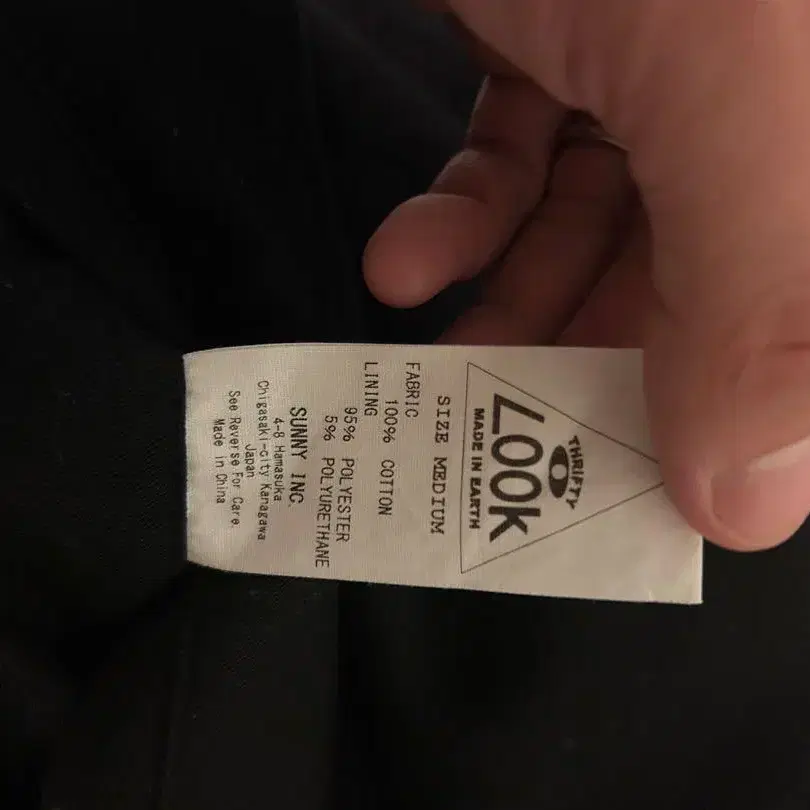 THRIFTY
LOOK
MADE IN EARTH
SIZE MEDIUM
FABRIC
100% COTTON
LINING
95% POLYESTER
5% POLYURETHANE
SUNNY INC.
4-8 Hamasuka
Chigasaki-city Kanagawa
Japan
See Reverse For Care.
Made in China